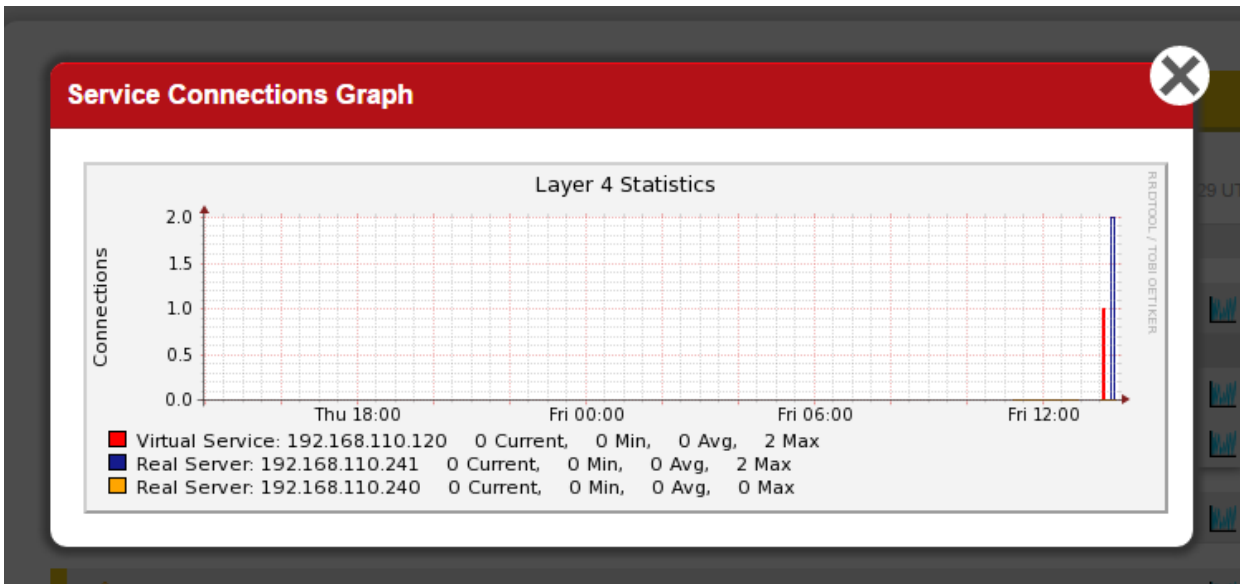 Service Connections Graph
Layer 4 Statistics
RRDTOOL / TOBI OETIKER
29 UT
Connections
2.0
1.5
1.0
0.5
0.0
Thu 18:00 Fri 00:00 Fri 06:00 Fri 12:00
Virtual Service: 192.168.110.120 0 Current, 0 Min, 0 Avg, 2 Max
Real Server: 192.168.110.241 0 Current, 0 Min, 0 Avg, 2 Max
Real Server: 192.168.110.240 0 Current, 0 Min, 0 Avg, 0 Max